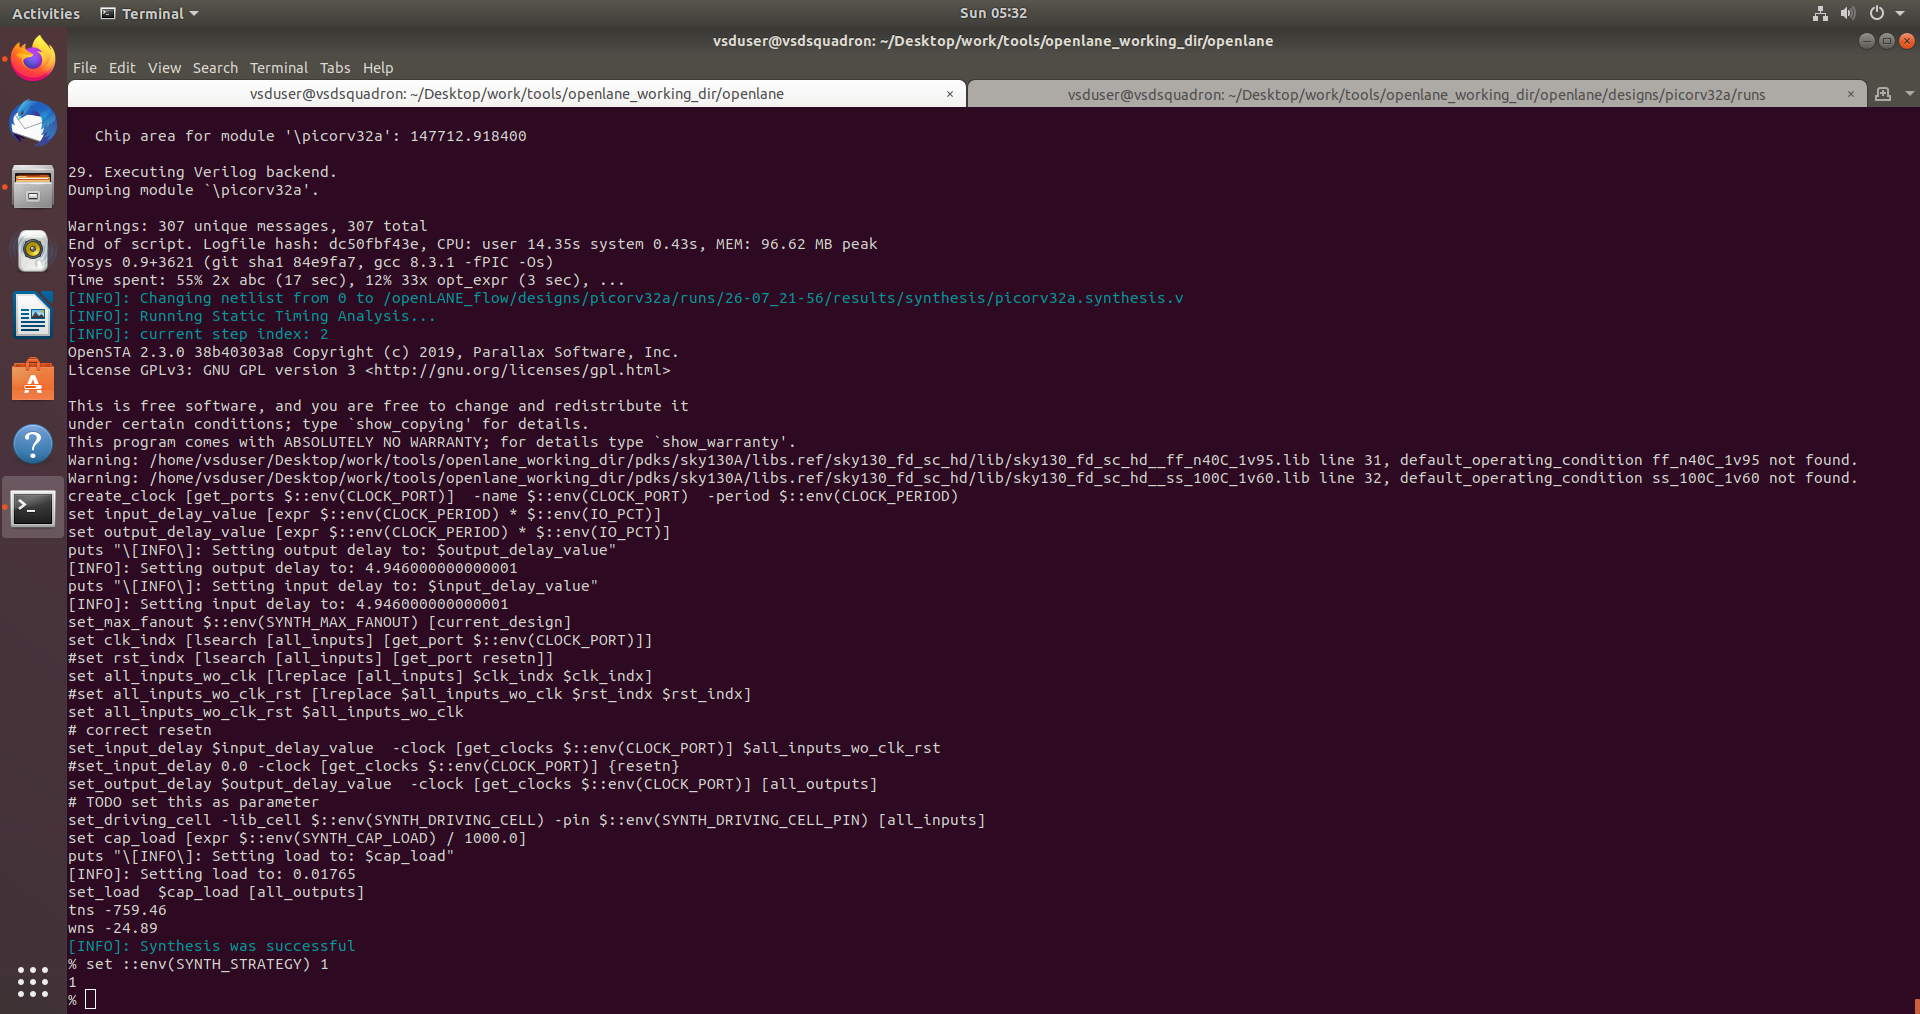 Activities
Terminal
Sun 05:32
vsduser@vsdsquadron: ~/Desktop/work/tools/openlane_working_dir/openlane
File Edit View Search Terminal Tabs Help
vsduser@vsdsquadron: ~/Desktop/work/tools/openlane_working_dir/openlane ×
vsduser@vsdsquadron: ~/Desktop/work/tools/openlane_working_dir/openlane/designs/picorv32a/runs ×
Chip area for module '\picorv32a': 147712.918400
29. Executing Verilog backend.
Dumping module `\picorv32a'.
Warnings: 307 unique messages, 307 total
End of script. Logfile hash: dc50fbf43e, CPU: user 14.35s system 0.43s, MEM: 96.62 MB peak
Yosys 0.9+3621 (git sha1 84e9fa7, gcc 8.3.1 -fPIC -Os)
Time spent: 55% 2x abc (17 sec), 12% 33x opt_expr (3 sec), ...
[INFO]: Changing netlist from 0 to /openLANE_flow/designs/picorv32a/runs/26-07_21-56/results/synthesis/picorv32a.synthesis.v
[INFO]: Running Static Timing Analysis...
[INFO]: current step index: 2
OpenSTA 2.3.0 38b40303a8 Copyright (c) 2019, Parallax Software, Inc.
License GPLv3: GNU GPL version 3 <http://gnu.org/licenses/gpl.html>
This is free software, and you are free to change and redistribute it
under certain conditions; type `show_copying' for details.
This program comes with ABSOLUTELY NO WARRANTY; for details type `show_warranty'.
Warning: /home/vsduser/Desktop/work/tools/openlane_working_dir/pdks/sky130A/libs.ref/sky130_fd_sc_hd/lib/sky130_fd_sc_hd__ff_n40C_1v95.lib line 31, default_operating_condition ff_n40C_1v95 not found.
Warning: /home/vsduser/Desktop/work/tools/openlane_working_dir/pdks/sky130A/libs.ref/sky130_fd_sc_hd/lib/sky130_fd_sc_hd__ss_100C_1v60.lib line 32, default_operating_condition ss_100C_1v60 not found.
create_clock [get_ports $::env(CLOCK_PORT)]  -name $::env(CLOCK_PORT)  -period $::env(CLOCK_PERIOD)
set input_delay_value [expr $::env(CLOCK_PERIOD) * $::env(IO_PCT)]
set output_delay_value [expr $::env(CLOCK_PERIOD) * $::env(IO_PCT)]
puts "\[INFO\]: Setting output delay to: $output_delay_value"
[INFO]: Setting output delay to: 4.946000000000001
puts "\[INFO\]: Setting input delay to: $input_delay_value"
[INFO]: Setting input delay to: 4.946000000000001
set_max_fanout $::env(SYNTH_MAX_FANOUT) [current_design]
set clk_indx [lsearch [all_inputs] [get_port $::env(CLOCK_PORT)]]
#set rst_indx [lsearch [all_inputs] [get_port resetn]]
set all_inputs_wo_clk [lreplace [all_inputs] $clk_indx $clk_indx]
#set all_inputs_wo_clk_rst [lreplace $all_inputs_wo_clk $rst_indx $rst_indx]
set all_inputs_wo_clk_rst $all_inputs_wo_clk
# correct resetn
set_input_delay $input_delay_value  -clock [get_clocks $::env(CLOCK_PORT)] $all_inputs_wo_clk_rst
#set_input_delay 0.0 -clock [get_clocks $::env(CLOCK_PORT)] {resetn}
set_output_delay $output_delay_value  -clock [get_clocks $::env(CLOCK_PORT)] [all_outputs]
# TODO set this as parameter
set_driving_cell -lib_cell $::env(SYNTH_DRIVING_CELL) -pin $::env(SYNTH_DRIVING_CELL_PIN) [all_inputs]
set cap_load [expr $::env(SYNTH_CAP_LOAD) / 1000.0]
puts "\[INFO\]: Setting load to: $cap_load"
[INFO]: Setting load to: 0.01765
set_load  $cap_load [all_outputs]
tns -759.46
wns -24.89
[INFO]: Synthesis was successful
% set ::env(SYNTH_STRATEGY) 1
1
%